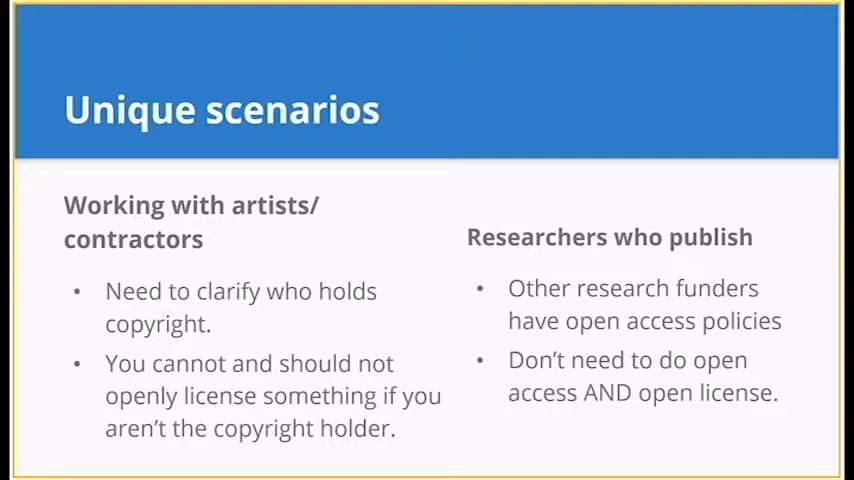 Unique scenarios
Working with artists/
contractors
• Need to clarify who holds
copyright.
• You cannot and should not
openly license something if you
aren't the copyright holder.
Researchers who publish
• Other research funders
have open access policies
• Don't need to do open
access AND open license.